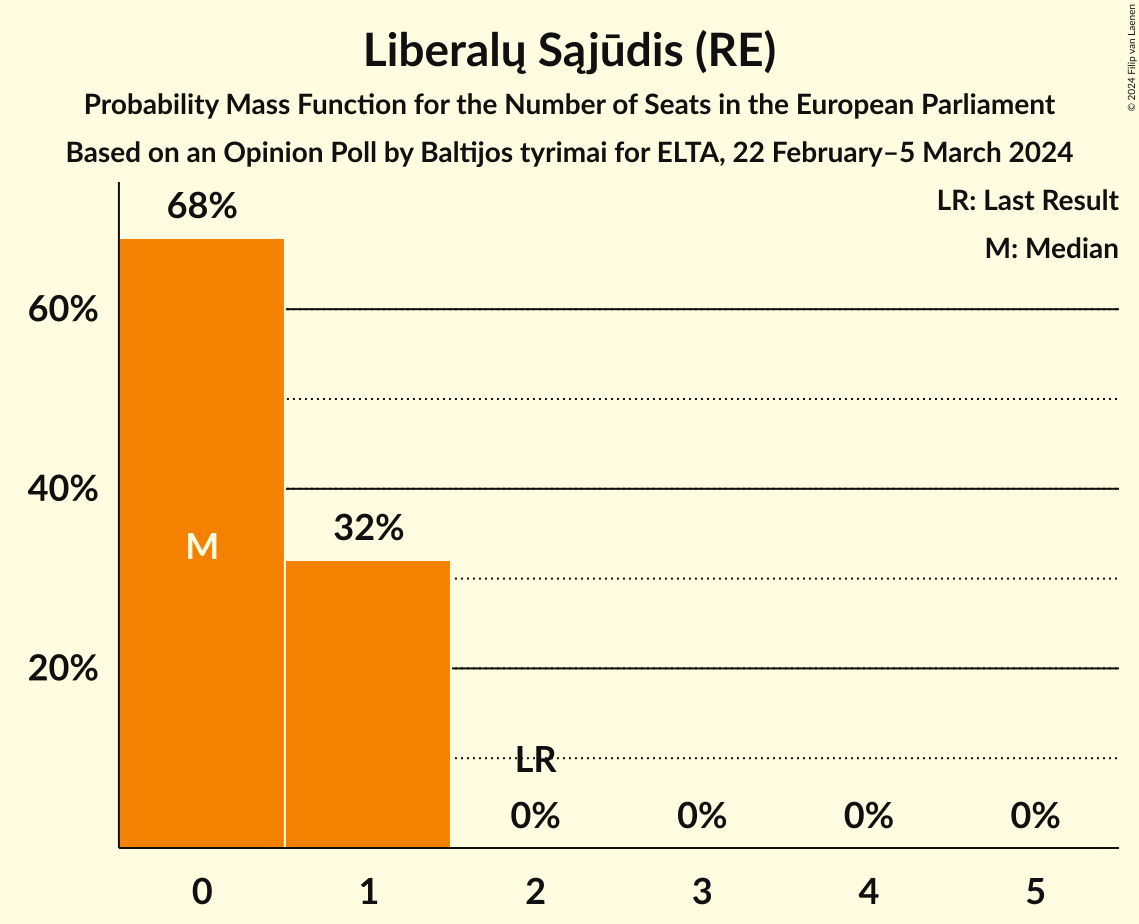 Liberalų Sąjūdis (RE)
Probability Mass Function for the Number of Seats in the European Parliament
Based on an Opinion Poll by Baltijos tyrimai for ELTA, 22 February–5 March 2024
© 2024 Filip van Laenen
LR: Last Result
M: Median
68%
60%
40%
32%
M
20%
LR
0% 0% 0% 0%
0 1 2 3 4 5